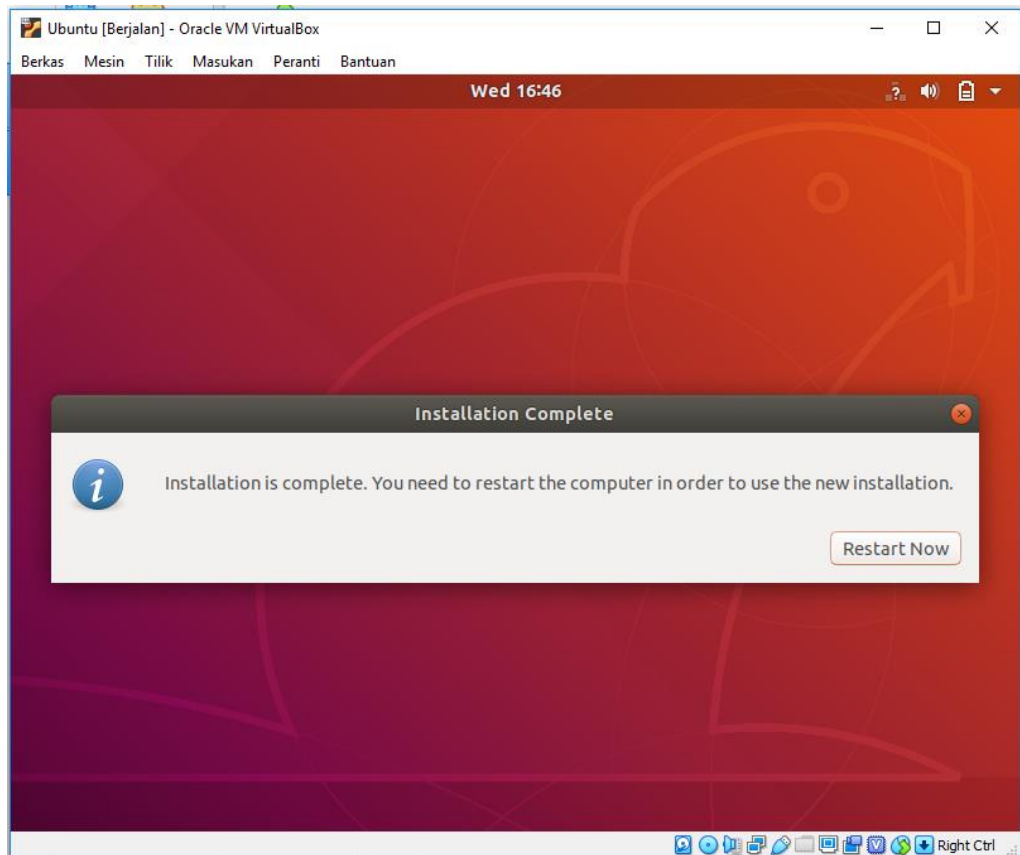 Ubuntu [Berjalan] - Oracle VM VirtualBox
Berkas Mesin Tilik Masukan Peranti Bantuan
Wed 16:46
Installation Complete
Installation is complete. You need to restart the computer in order to use the new installation.
Restart Now
Right Ctrl